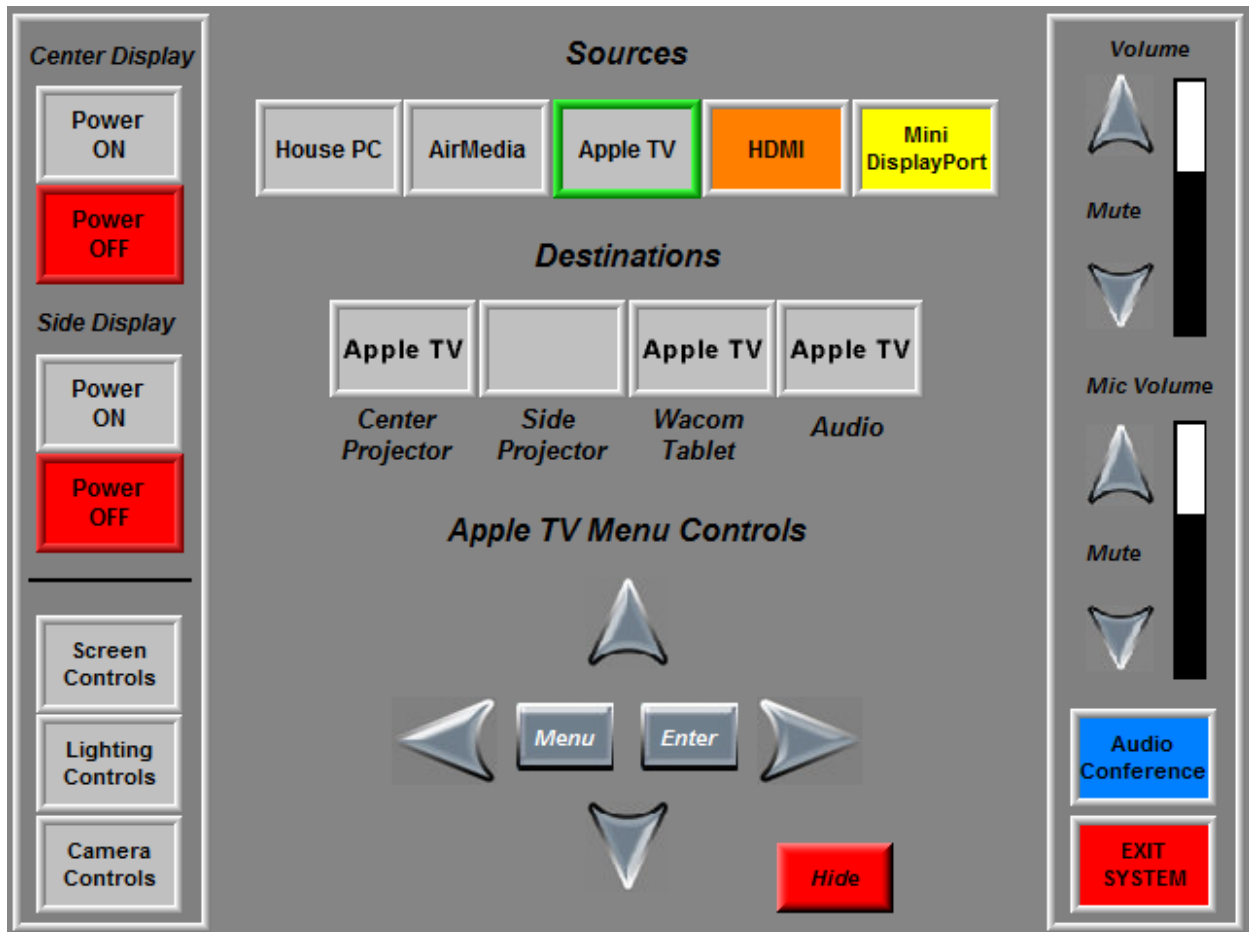 Center Display
Power
ON
Power
OFF
Side Display
Power
ON
Power
OFF
Screen
Controls
Lighting
Controls
Camera
Controls
Sources
House PC
AirMedia
Apple TV
HDMI
Mini
DisplayPort
Destinations
Apple TV
Apple TV
Apple TV
Center
Projector
Side
Projector
Wacom
Tablet
Audio
Apple TV Menu Controls
Menu
Enter
Hide
Volume
Mute
Mic Volume
Mute
Audio
Conference
EXIT
SYSTEM